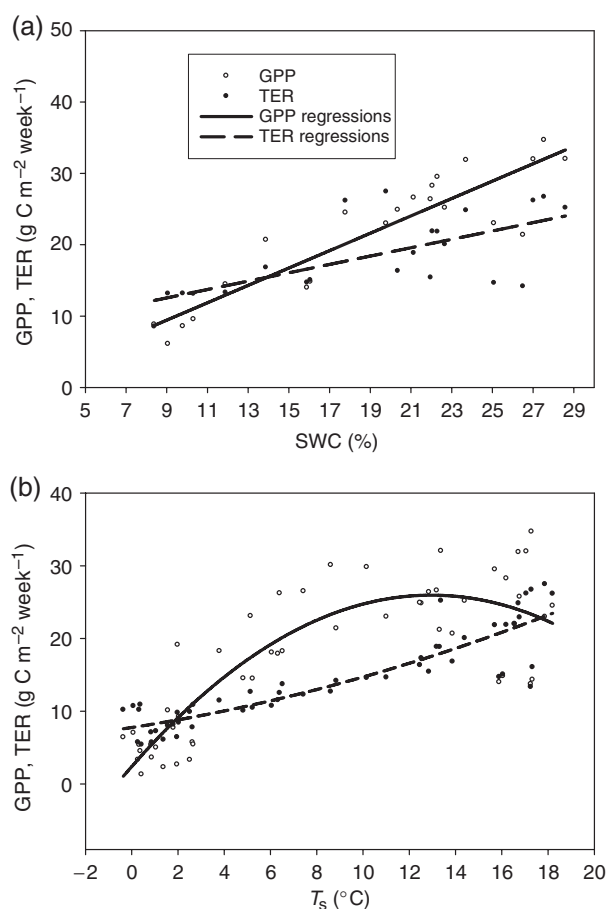 (a)
50
40
30
20
10
0
GPP, TER (g C m⁻² week⁻¹)
GPP
TER
GPP regressions
TER regressions
5 7 9 11 13 15 17 19 21 23 25 27 29
SWC (%)
(b)
40
30
20
10
0
GPP, TER (g C m⁻² week⁻¹)
−2 0 2 4 6 8 10 12 14 16 18 20
Tₛ (°C)